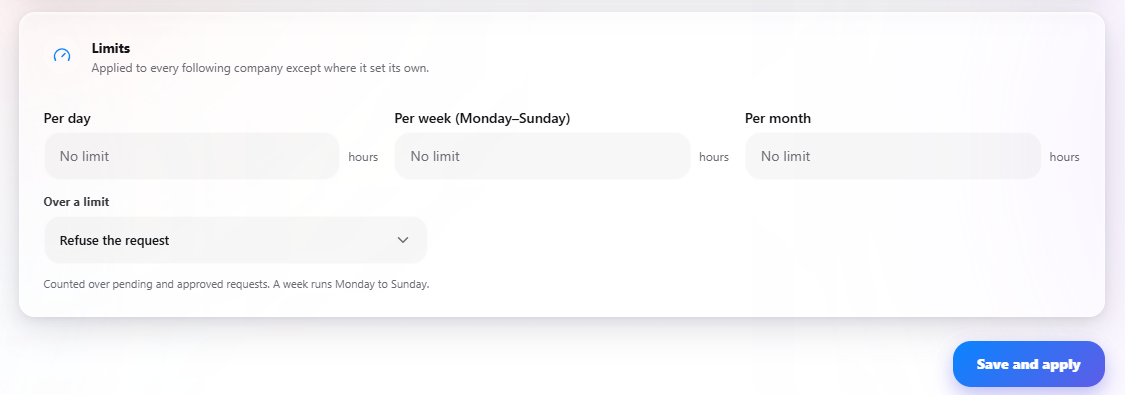 Limits
Applied to every following company except where it set its own.
Per day
Per week (Monday–Sunday)
Per month
No limit
hours
No limit
hours
No limit
hours
Over a limit
Refuse the request
Counted over pending and approved requests. A week runs Monday to Sunday.
Save and apply